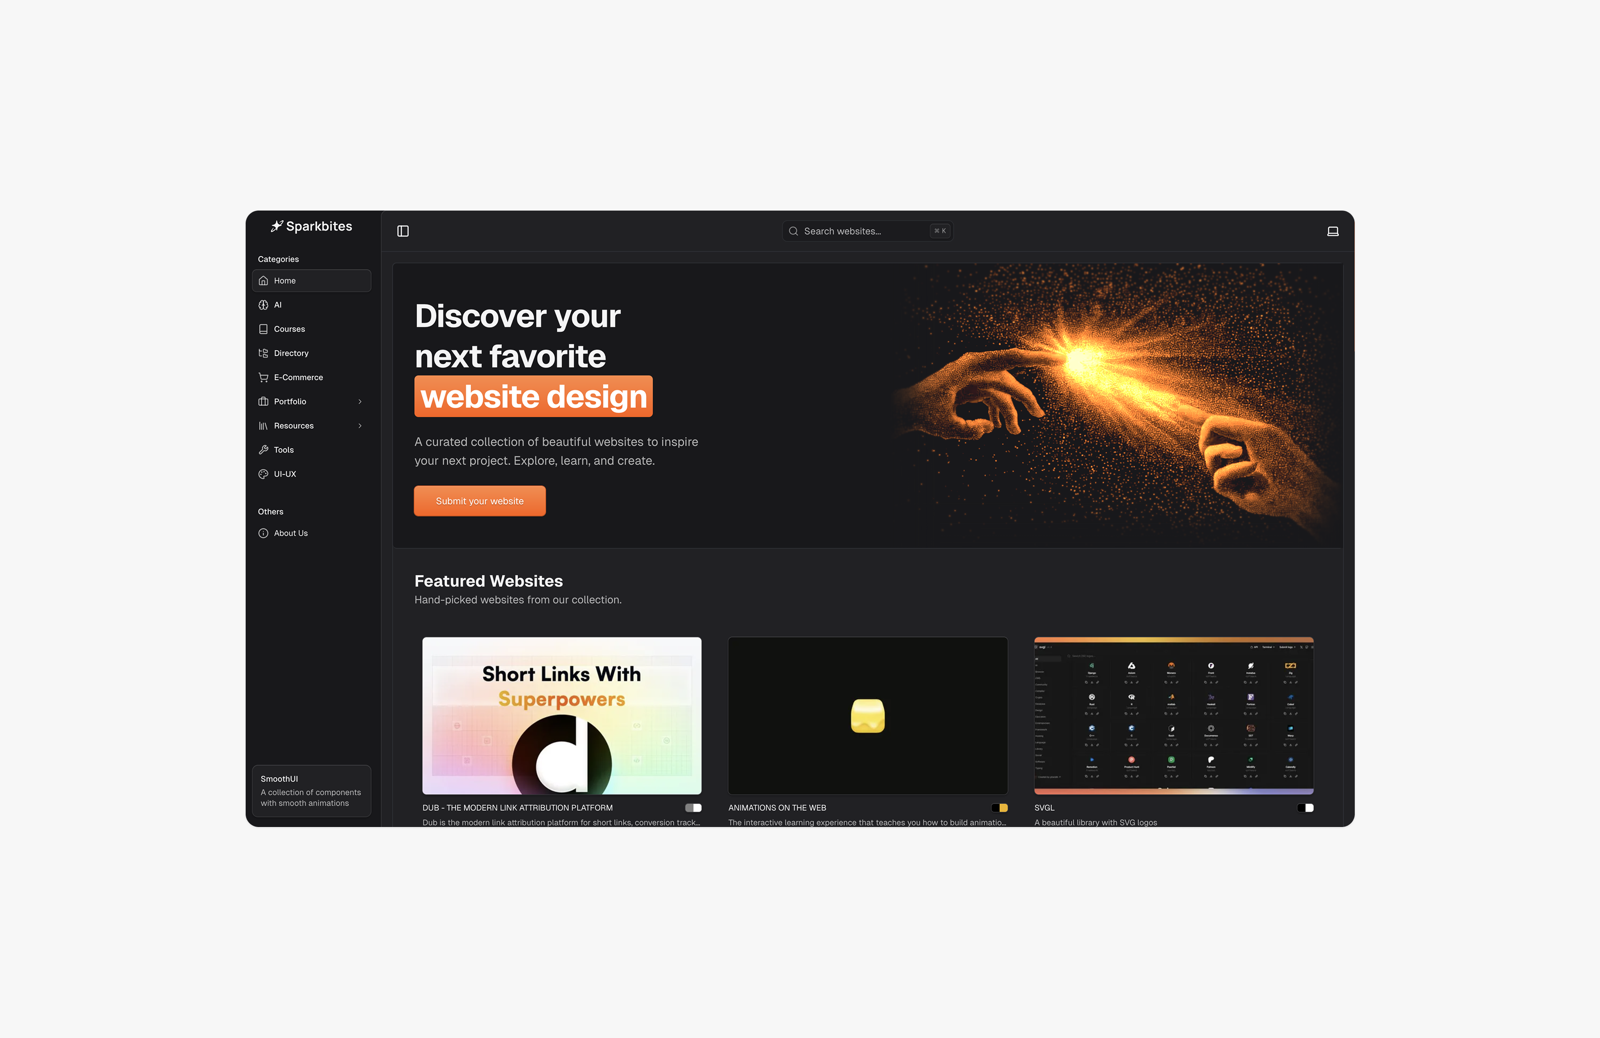 Sparkbites
Search websites...
⌘ K
Categories
Home
AI
Courses
Directory
E-Commerce
Portfolio
Resources
Tools
UI-UX
Others
About Us
SmoothUI
A collection of components
with smooth animations
Discover your
next favorite
website design
A curated collection of beautiful websites to inspire
your next project. Explore, learn, and create.
Submit your website
Featured Websites
Hand-picked websites from our collection.
Short Links With
Superpowers
DUB - THE MODERN LINK ATTRIBUTION PLATFORM
Dub is the modern link attribution platform for short links, conversion track...
ANIMATIONS ON THE WEB
The interactive learning experience that teaches you how to build animatio...
SVGL
A beautiful library with SVG logos